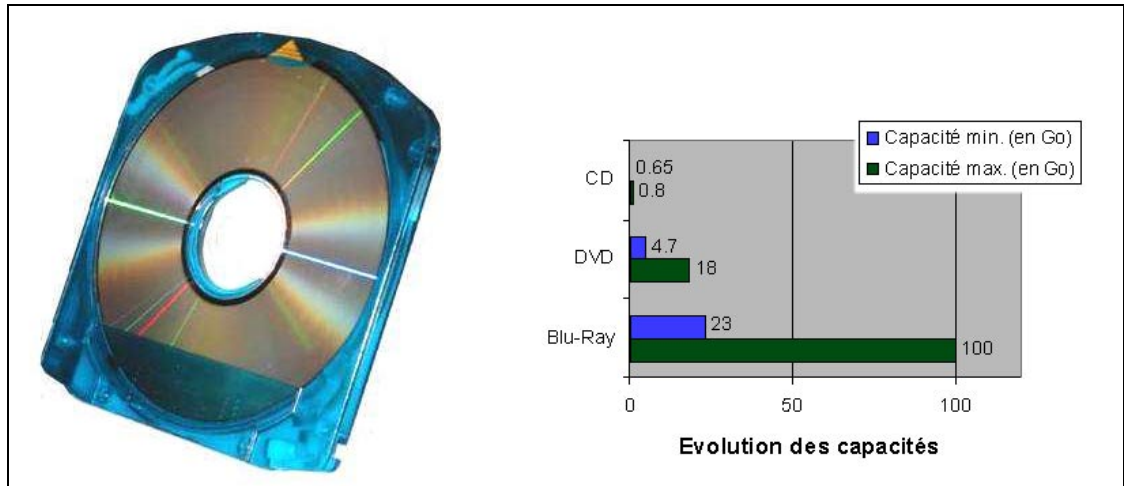 Capacité min. (en Go)
Capacité max. (en Go)
CD
0.65
0.8
DVD
4.7
18
Blu-Ray
23
100
0 50 100
Evolution des capacités